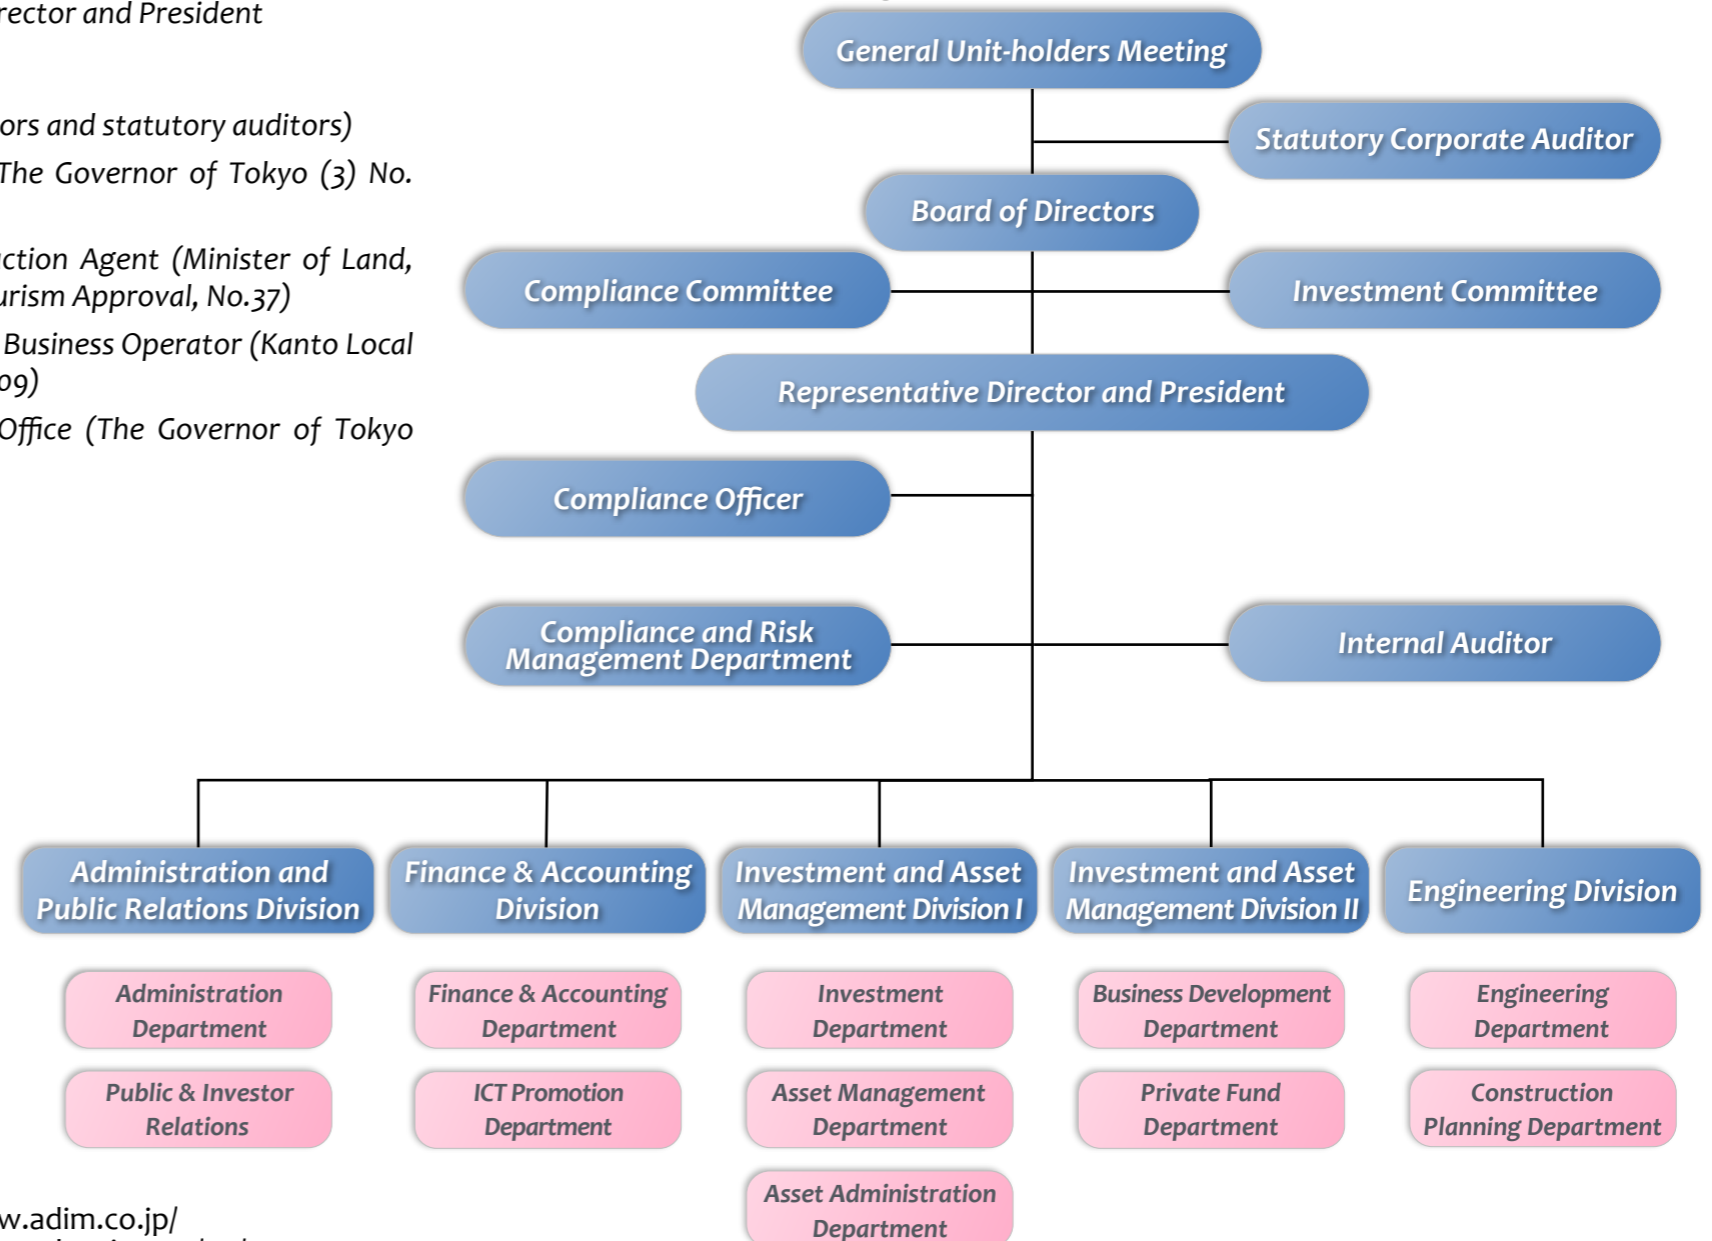 rector and President
ors and statutory auditors)
The Governor of Tokyo (3) No.
ction Agent (Minister of Land,
urism Approval, No.37)
Business Operator (Kanto Local
09)
Office (The Governor of Tokyo
w.adim.co.jp/
General Unit-holders Meeting
Statutory Corporate Auditor
Board of Directors
Compliance Committee
Investment Committee
Representative Director and President
Compliance Officer
Compliance and Risk
Management Department
Internal Auditor
Administration and
Public Relations Division
Finance & Accounting
Division
Investment and Asset
Management Division I
Investment and Asset
Management Division II
Engineering Division
Administration
Department
Public & Investor
Relations
Finance & Accounting
Department
ICT Promotion
Department
Investment
Department
Asset Management
Department
Asset Administration
Department
Business Development
Department
Private Fund
Department
Engineering
Department
Construction
Planning Department